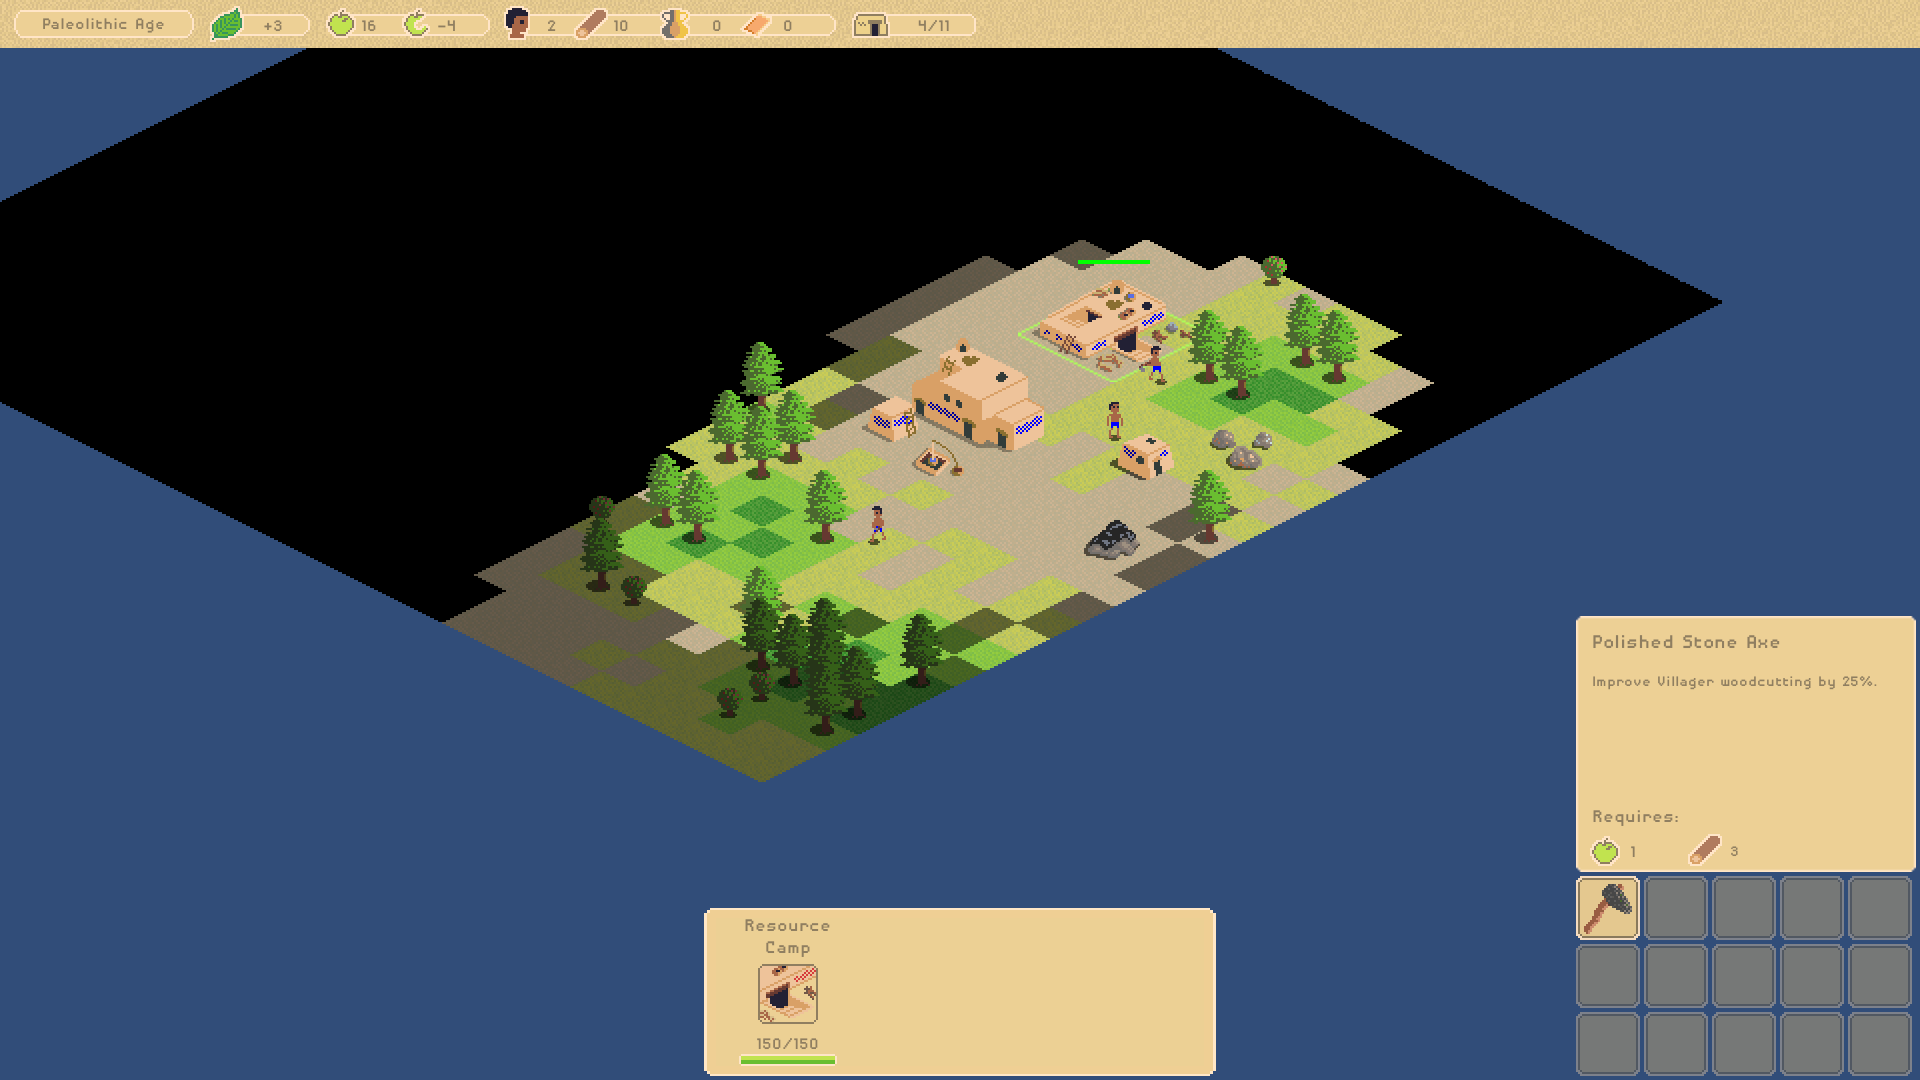 Paleolithic Age +3 16 -4 2 10 0 0 4/11
Polished Stone Axe
Improve Villager woodcutting by 25%.
Requires:
1 3
Resource
Camp
150/150